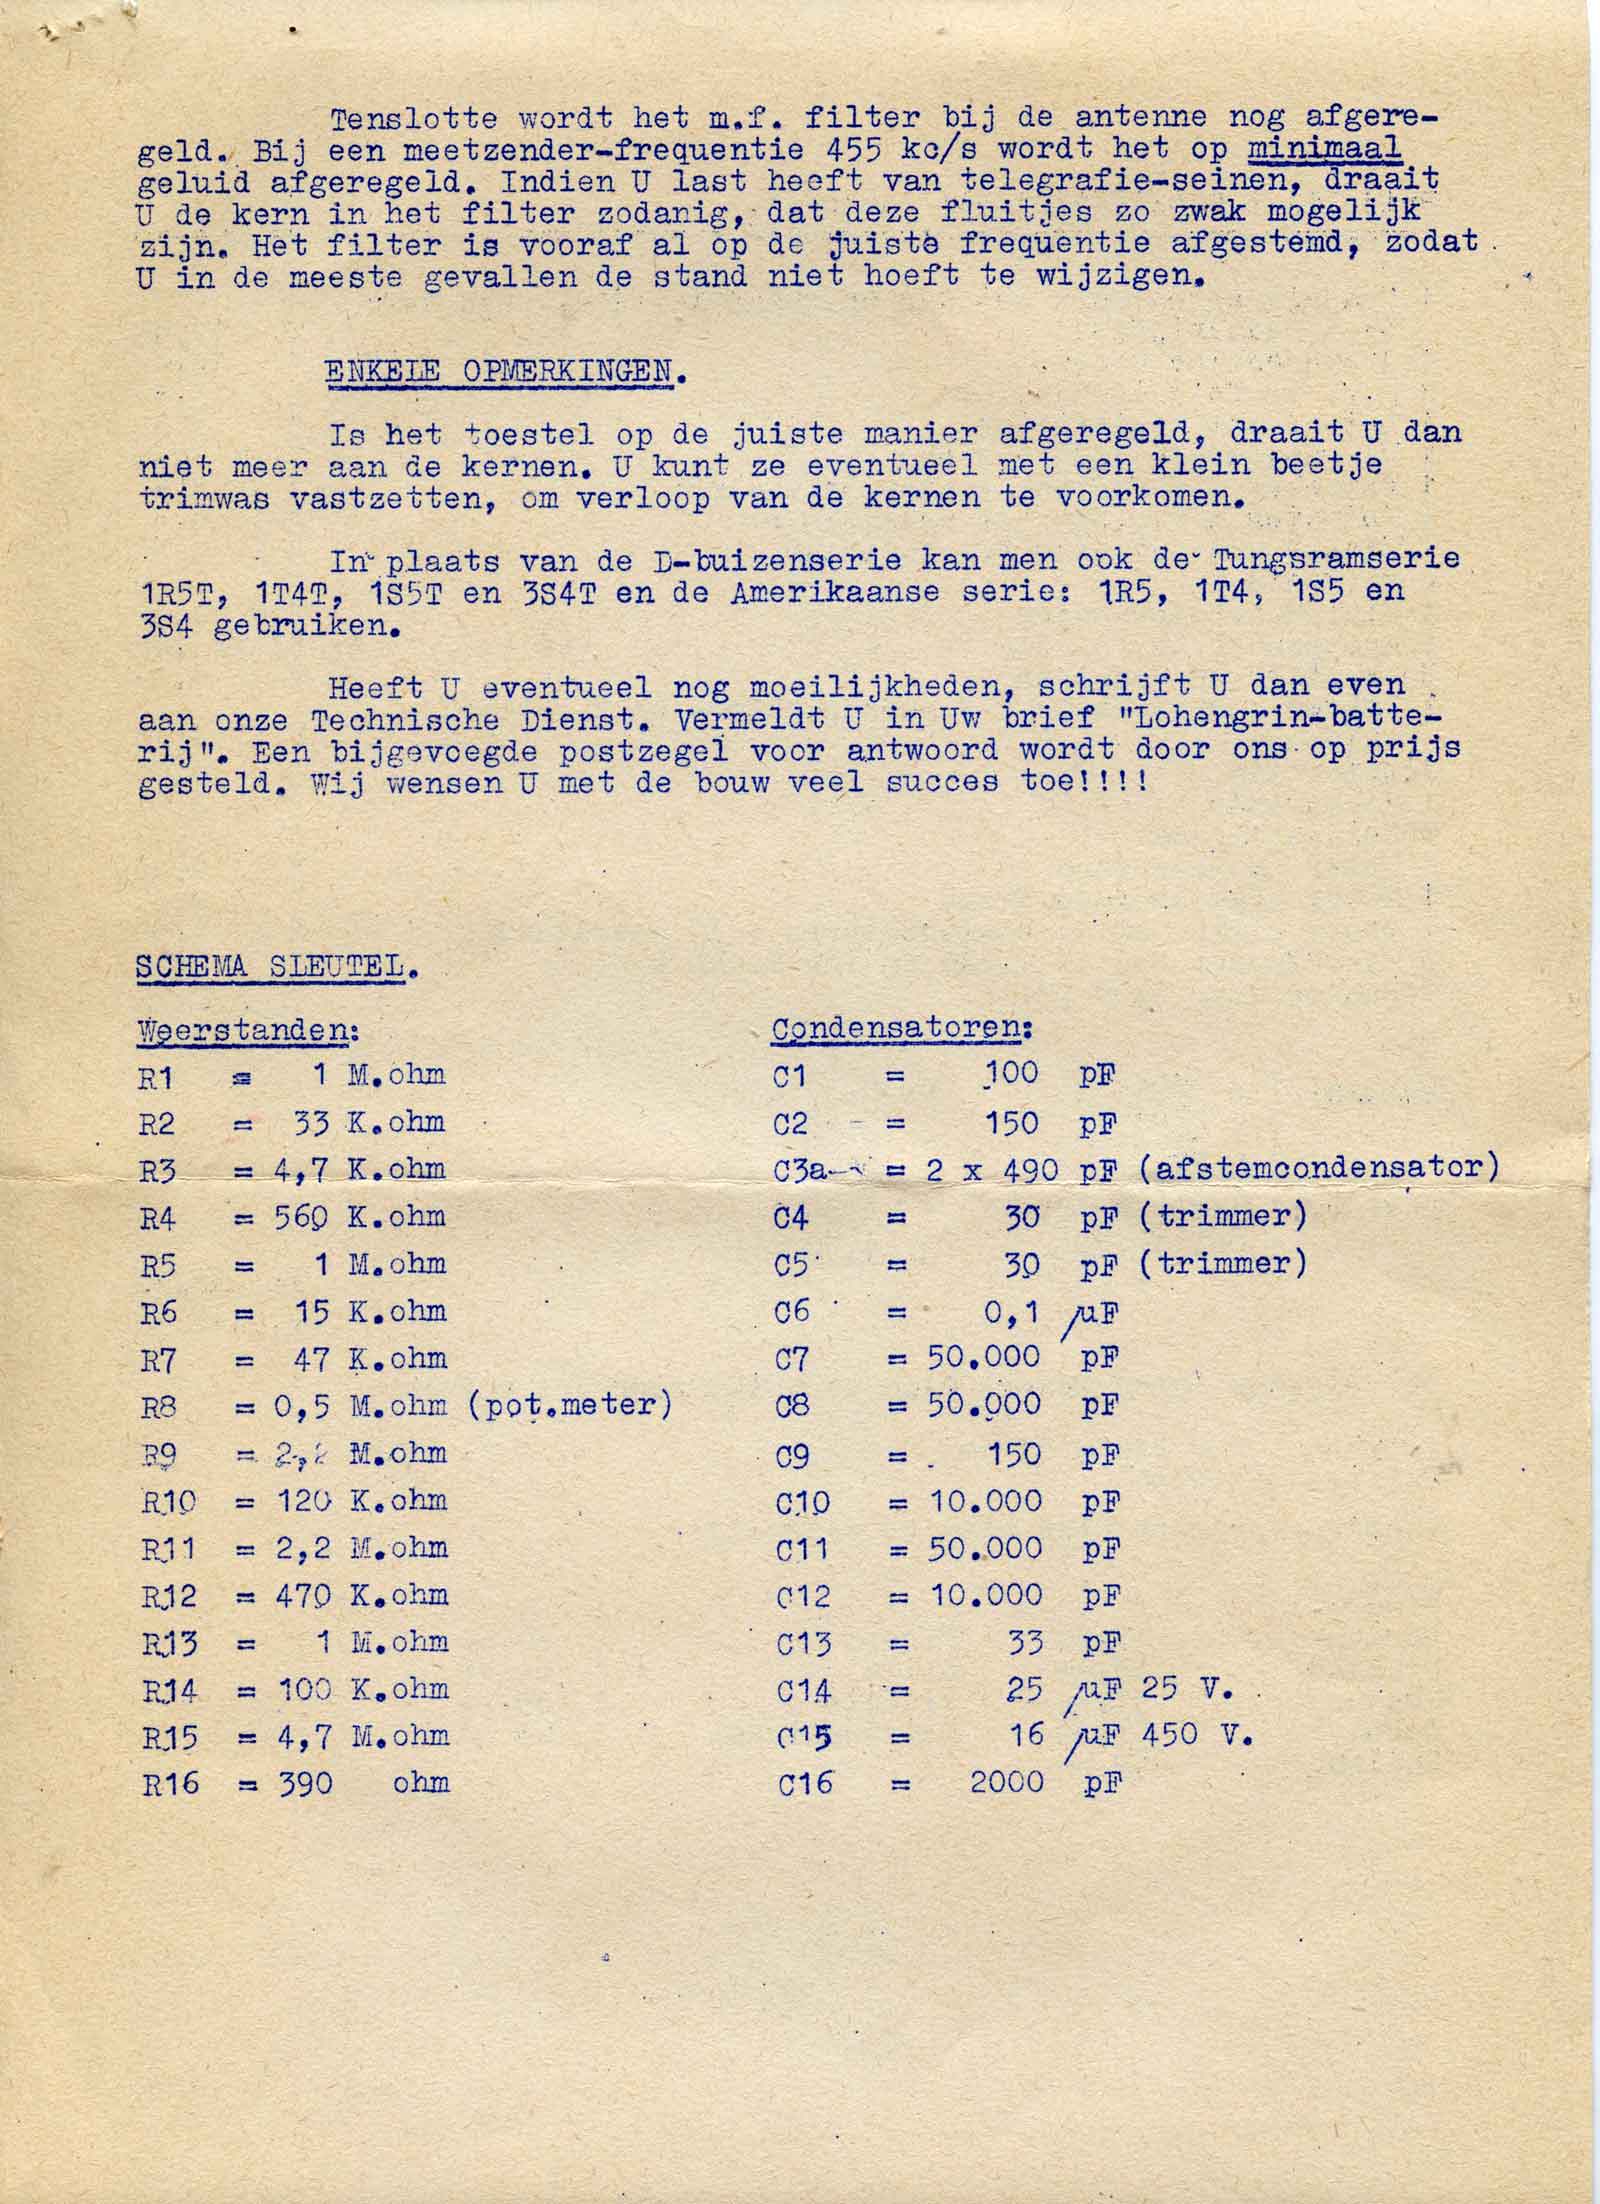 Tenslotte wordt het m.f. filter bij de antenne nog afgere-
geld. Bij een meetzender-frequentie 455 kc/s wordt het op minimaal
geluid afgeregeld. Indien U last heeft van telegrafie-seinen, draait
U de kern in het filter zodanig, dat deze fluitjes zo zwak mogelijk
zijn. Het filter is vooraf al op de juiste frequentie afgestemd, zodat
U in de meeste gevallen de stand niet hoeft te wijzigen.
ENKELE OPMERKINGEN.
Is het toestel op de juiste manier afgeregeld, draait U dan
niet meer aan de kernen. U kunt ze eventueel met een klein beetje
trimwas vastzetten, om verloop van de kernen te voorkomen.
In plaats van de D-buizenserie kan men ook de Tungsramserie
1R5T, 1T4T, 1S5T en 3S4T en de Amerikaanse serie: 1R5, 1T4, 1S5 en
3S4 gebruiken.
Heeft U eventueel nog moeilijkheden, schrijft U dan even
aan onze Technische Dienst. Vermeldt U in Uw brief "Lohengrin-batte-
rij". Een bijgevoegde postzegel voor antwoord wordt door ons op prijs
gesteld. Wij wensen U met de bouw veel succes toe!!!!
SCHEMA SLEUTEL.
Weerstanden:
R1 = 1 M.ohm
R2 = 33 K.ohm
R3 = 4,7 K.ohm
R4 = 560 K.ohm
R5 = 1 M.ohm
R6 = 15 K.ohm
R7 = 47 K.ohm
R8 = 0,5 M.ohm (pot.meter)
R9 = M.ohm
R10 = 120 K.ohm
R11 = 2,2 M.ohm
R12 = 470 K.ohm
R13 = 1 M.ohm
R14 = 100 K.ohm
R15 = 4,7 M.ohm
R16 = 390 ohm
Condensatoren:
C1 = 100 pF
C2 = 150 pF
C3a- = 2 x 490 pF (afstemcondensator)
C4 = 30 pF (trimmer)
C5 = 30 pF (trimmer)
C6 = 0,1 µF
C7 = 50.000 pF
C8 = 50.000 pF
C9 = 150 pF
C10 = 10.000 pF
C11 = 50.000 pF
C12 = 10.000 pF
C13 = 33 pF
C14 = 25 µF 25 V.
C15 = 16 µF 450 V.
C16 = 2000 pF